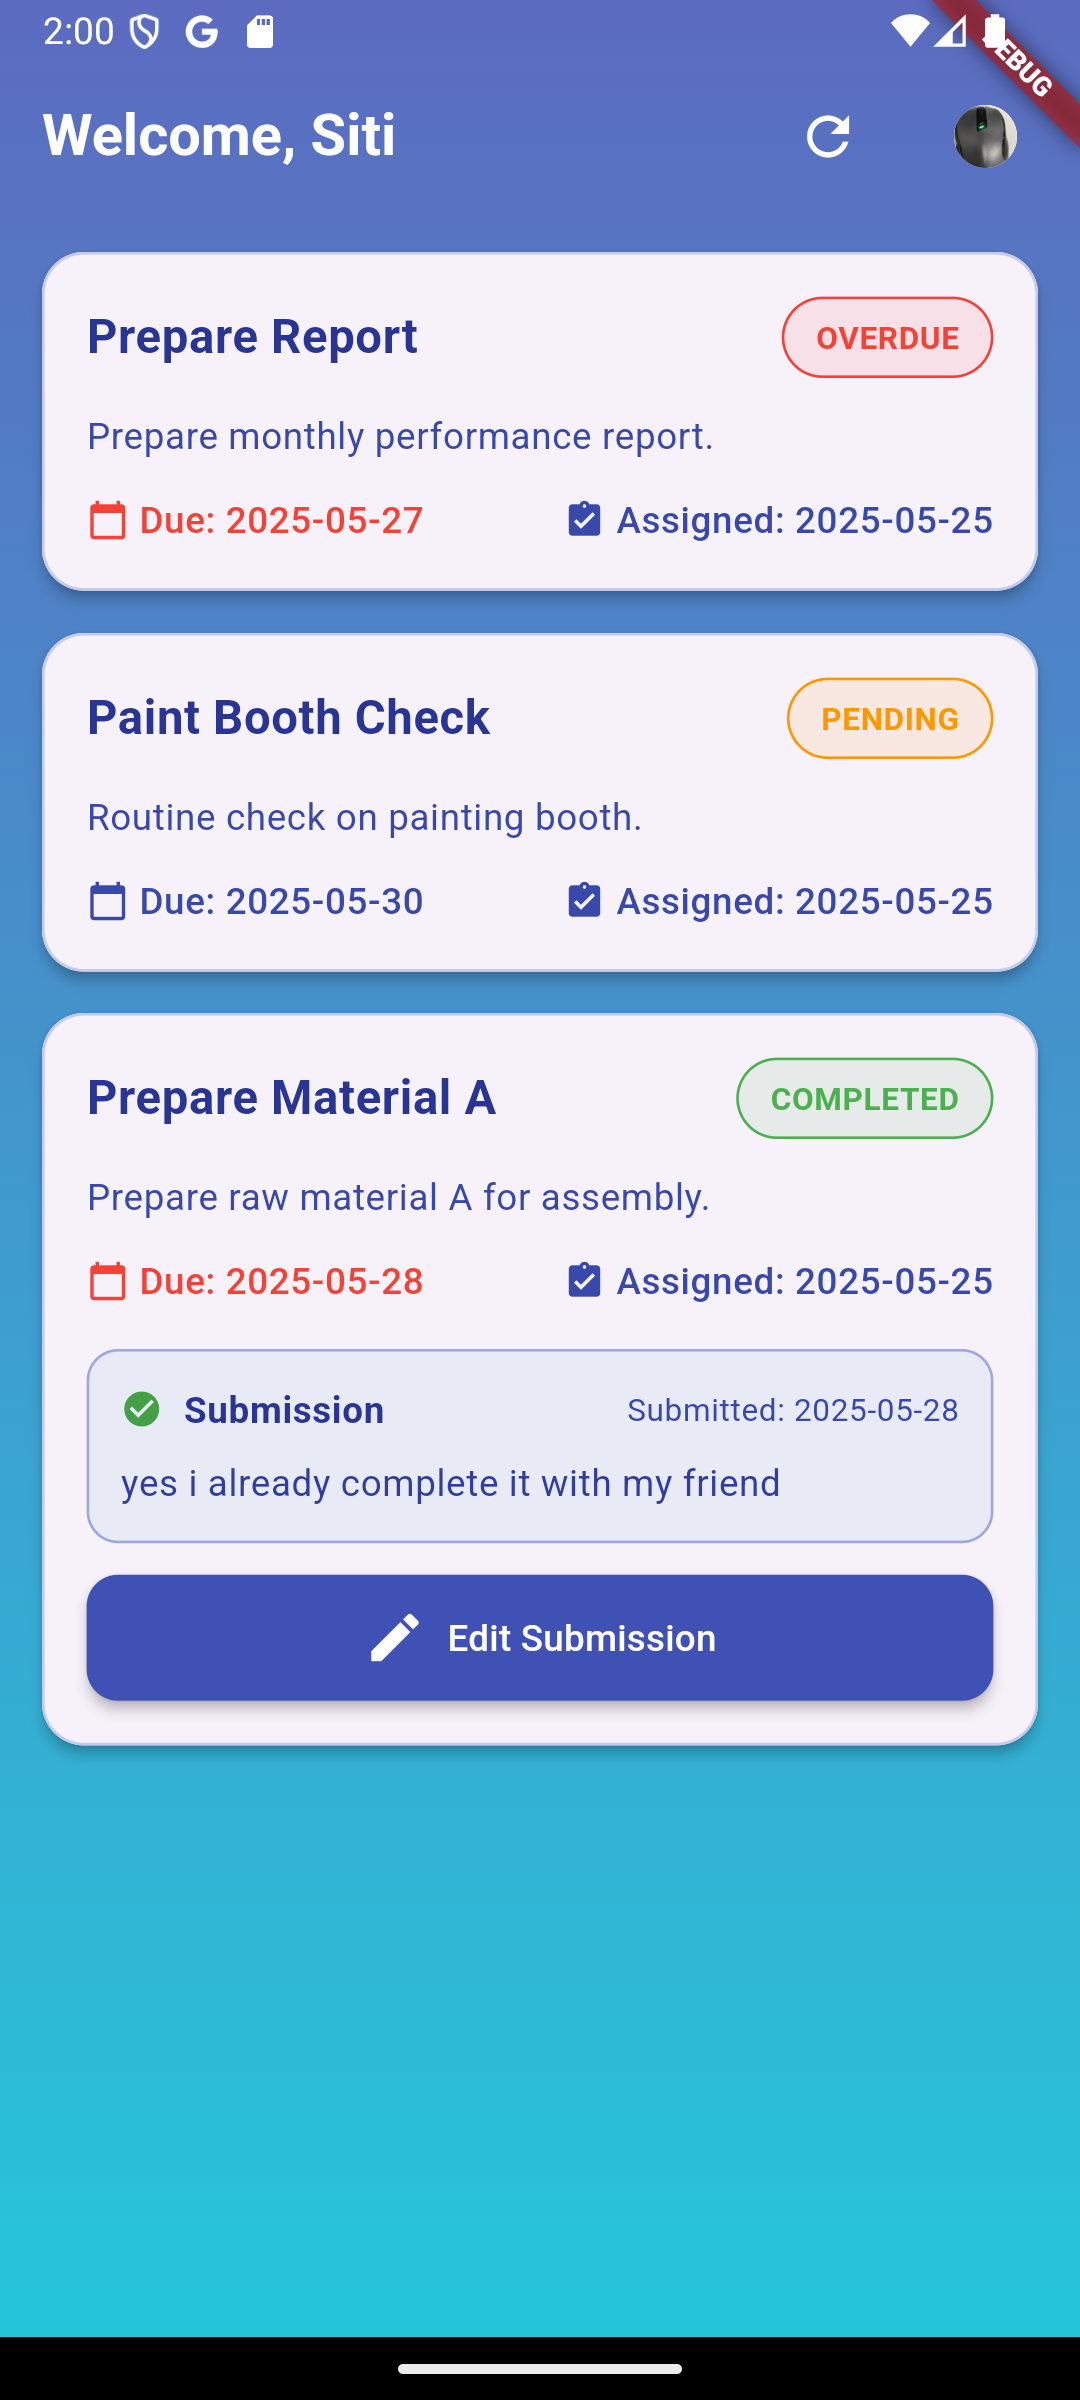 2:00
DEBUG
Welcome, Siti
Prepare Report
OVERDUE
Prepare monthly performance report.
Due: 2025-05-27
Assigned: 2025-05-25
Paint Booth Check
PENDING
Routine check on painting booth.
Due: 2025-05-30
Assigned: 2025-05-25
Prepare Material A
COMPLETED
Prepare raw material A for assembly.
Due: 2025-05-28
Assigned: 2025-05-25
Submission
Submitted: 2025-05-28
yes i already complete it with my friend
Edit Submission